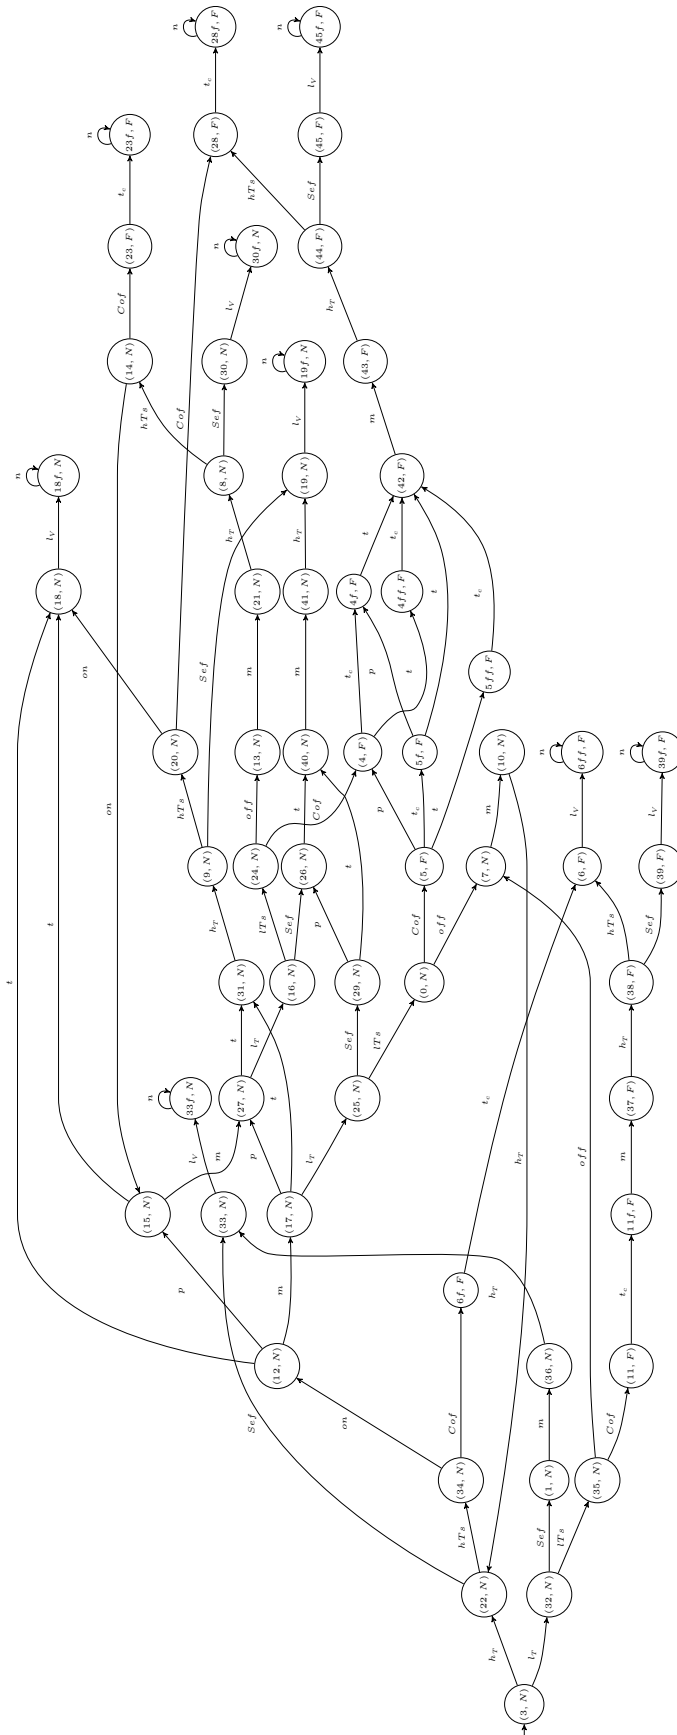 n
28f, F
n
45f, F
t_c
l_V
n
23f, F
(28, F)
(45, F)
t_c
hTs
Sef
(23, F)
n
30f, N
(44, F)
Cof
l_V
h_T
(14, N)
(30, N)
n
19f, N
(43, F)
hTs
Cof
Sef
l_V
m
n
18f, N
(8, N)
(19, N)
(42, F)
l_V
h_T
h_T
t
t_c
(18, N)
(21, N)
(41, N)
4f, F
4ff, F
t
t_c
on
Sef
m
m
t_c
p
t
5ff, F
(20, N)
(13, N)
(40, N)
(4, F)
5f, F
(10, N)
n
6ff, F
n
39f, F
on
hTs
off
t
Cof
p
t_c
t
m
l_V
l_V
(9, N)
(24, N)
(26, N)
(5, F)
(7, N)
(6, F)
(39, F)
t
h_T
lTs
Sef
p
t
Cof
off
hTs
Sef
t
(31, N)
(16, N)
(29, N)
(0, N)
(38, F)
t
l_T
Sef
lTs
h_T
n
33f, N
(27, N)
(25, N)
t_c
(37, F)
l_V
m
t
p
l_T
h_T
off
m
(15, N)
(33, N)
(17, N)
11f, F
p
m
6f, F
h_T
t_c
(12, N)
(36, N)
(11, F)
Sef
on
Cof
m
Cof
(34, N)
(1, N)
(35, N)
hTs
Sef
lTs
(22, N)
(32, N)
h_T
l_T
(3, N)